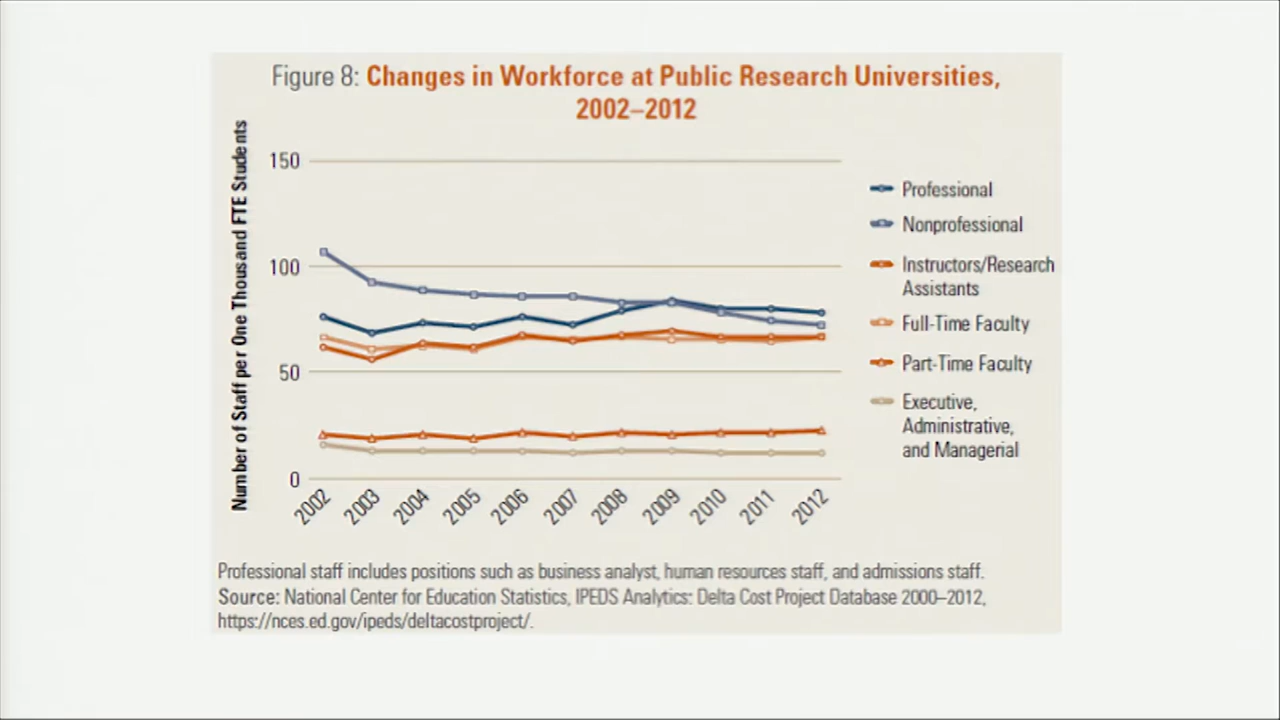 Figure 8: Changes in Workforce at Public Research Universities,
2002–2012
Number of Staff per One Thousand FTE Students
150
100
50
0
2002
2003
2004
2005
2006
2007
2008
2009
2010
2011
2012
Professional
Nonprofessional
Instructors/Research
Assistants
Full-Time Faculty
Part-Time Faculty
Executive,
Administrative,
and Managerial
Professional staff includes positions such as business analyst, human resources staff, and admissions staff.
Source: National Center for Education Statistics, IPEDS Analytics: Delta Cost Project Database 2000–2012,
https://nces.ed.gov/ipeds/deltacostproject/.